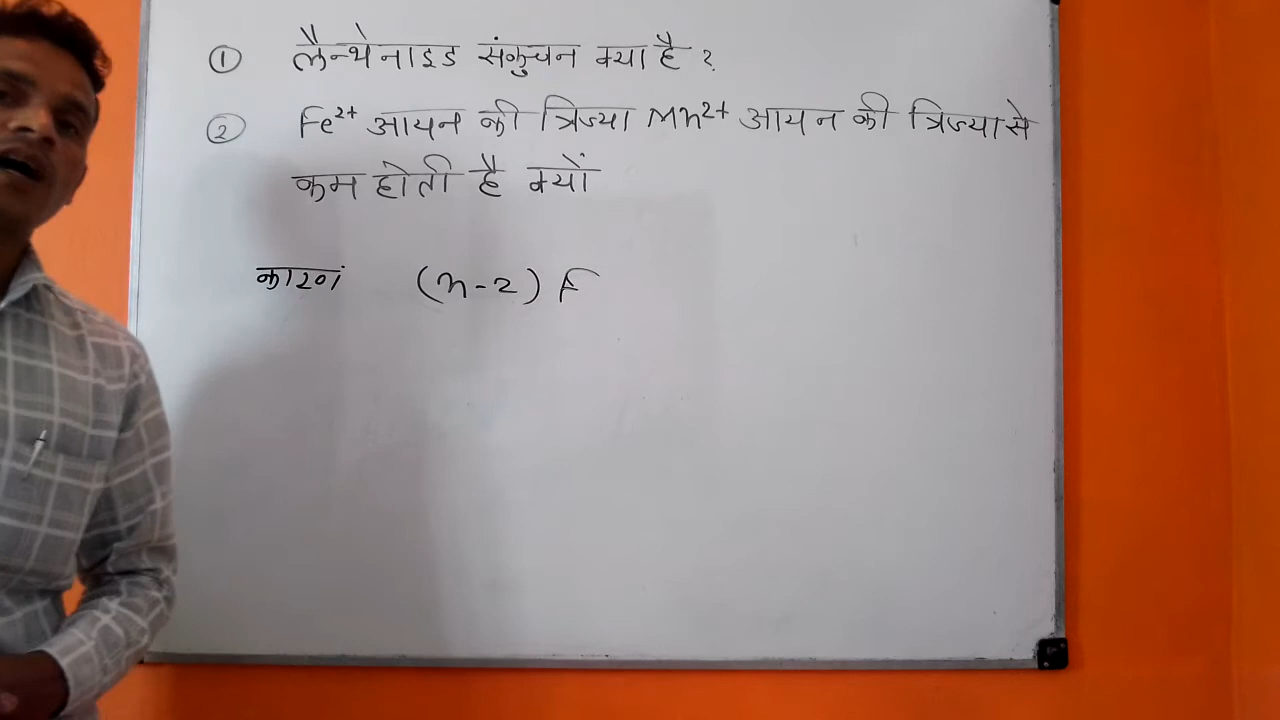 ① लैन्थेनाइड संकुचन क्या है ?
② Fe²⁺ आयन की त्रिज्या Mn²⁺ आयन की त्रिज्या से
कम होती है क्यों
कारण (n-2) F